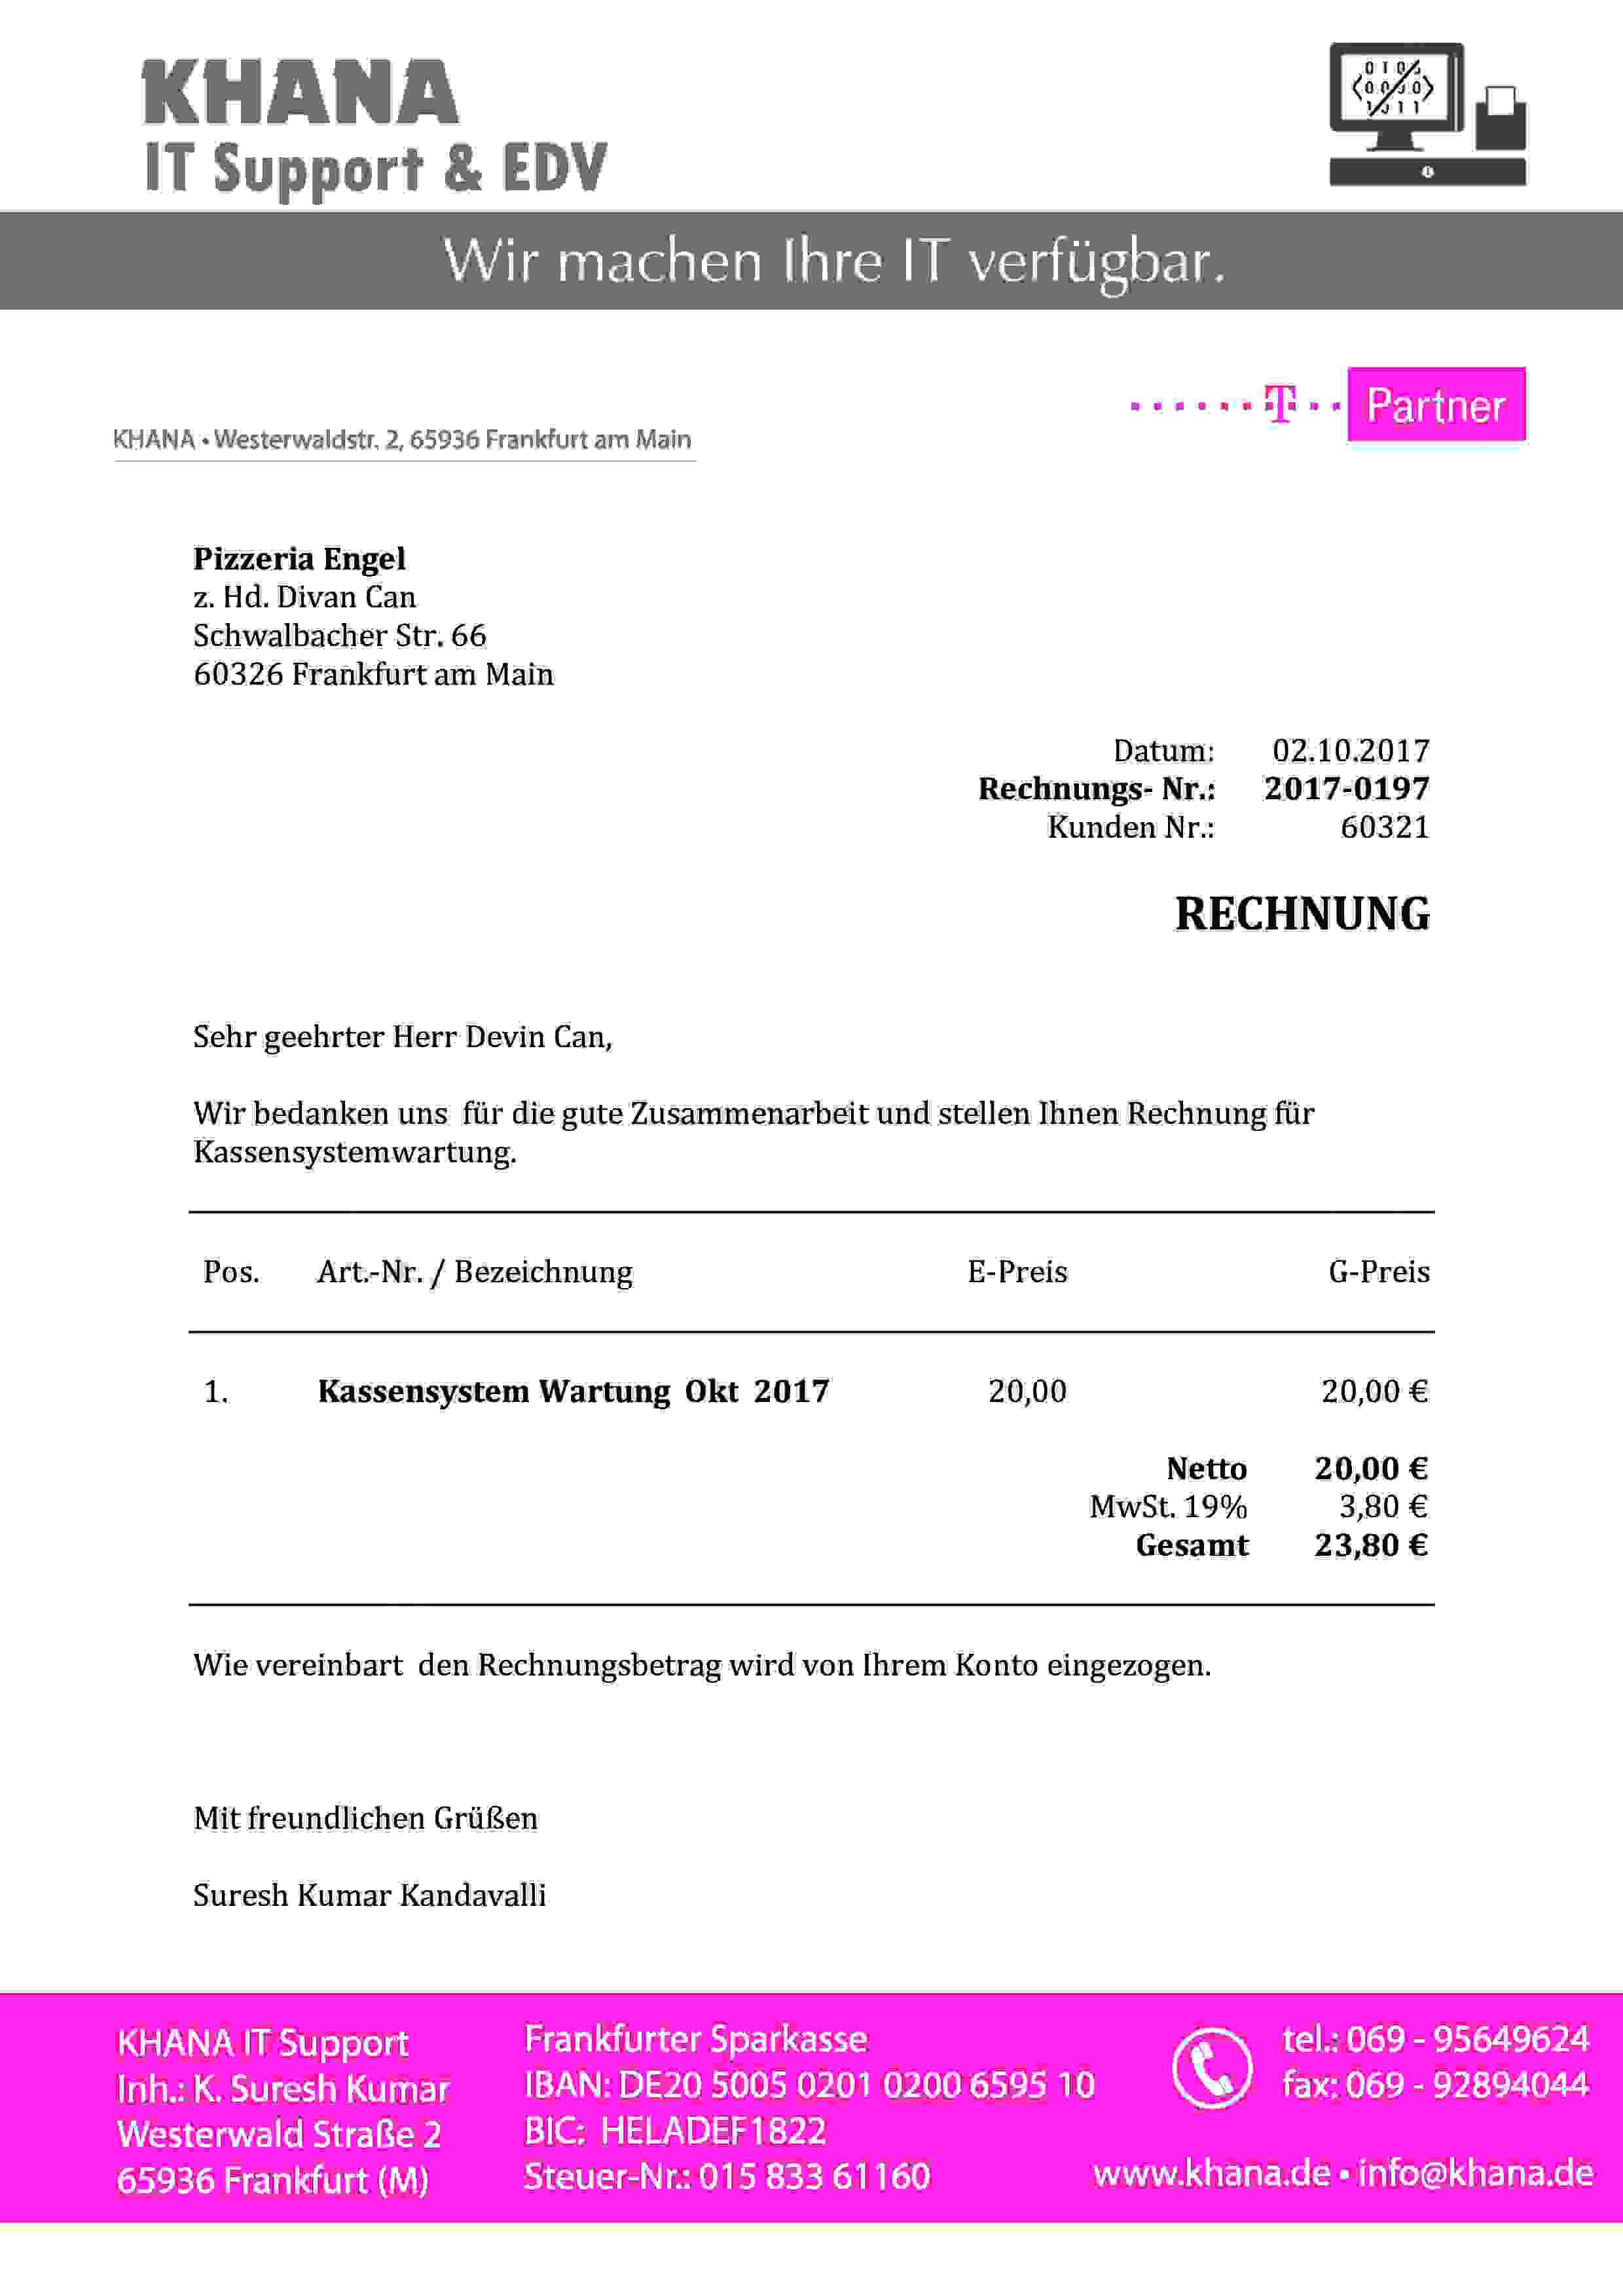 KHANA
IT Support & EDV
Wir machen Ihre IT verfügbar.
T Partner
KHANA • Westerwaldstr. 2, 65936 Frankfurt am Main
Pizzeria Engel
z. Hd. Divan Can
Schwalbacher Str. 66
60326 Frankfurt am Main
Datum: 02.10.2017
Rechnungs- Nr.: 2017-0197
Kunden Nr.: 60321
RECHNUNG
Sehr geehrter Herr Devin Can,
Wir bedanken uns für die gute Zusammenarbeit und stellen Ihnen Rechnung für
Kassensystemwartung.
Pos. Art.-Nr. / Bezeichnung E-Preis G-Preis
1. Kassensystem Wartung Okt 2017 20,00 20,00 €
Netto 20,00 €
MwSt. 19% 3,80 €
Gesamt 23,80 €
Wie vereinbart den Rechnungsbetrag wird von Ihrem Konto eingezogen.
Mit freundlichen Grüßen
Suresh Kumar Kandavalli
KHANA IT Support
Inh.: K. Suresh Kumar
Westerwald Straße 2
65936 Frankfurt (M)
Frankfurter Sparkasse
IBAN: DE20 5005 0201 0200 6595 10
BIC: HELADEF1822
Steuer-Nr.: 015 833 61160
tel.: 069 - 95649624
fax: 069 - 92894044
www.khana.de • info@khana.de